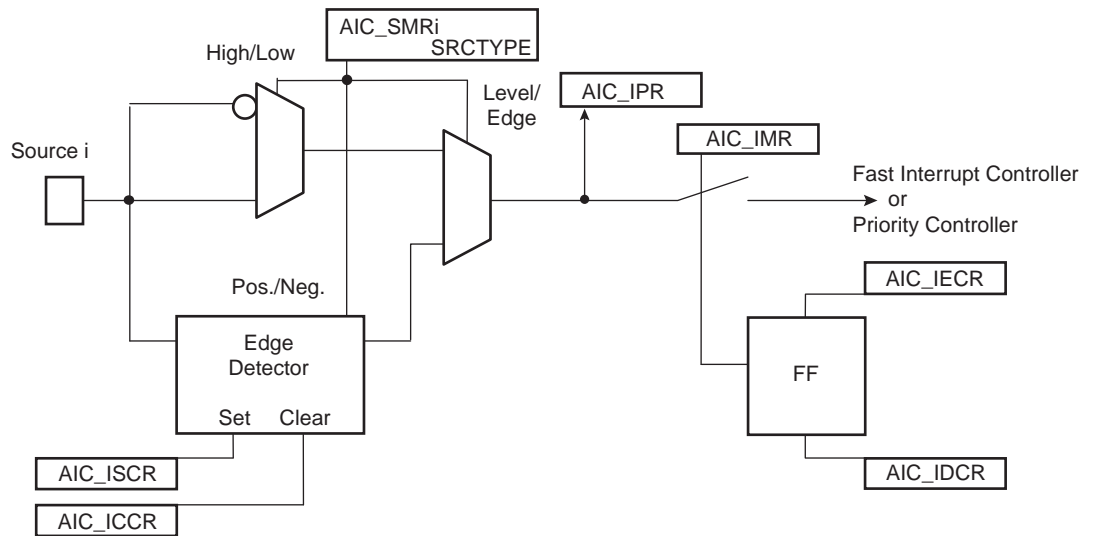 AIC_SMRi
SRCTYPE
High/Low
Level/
Edge
AIC_IPR
AIC_IMR
Source i
Fast Interrupt Controller
or
Priority Controller
Pos./Neg.
AIC_IECR
Edge
Detector
FF
Set Clear
AIC_ISCR
AIC_IDCR
AIC_ICCR